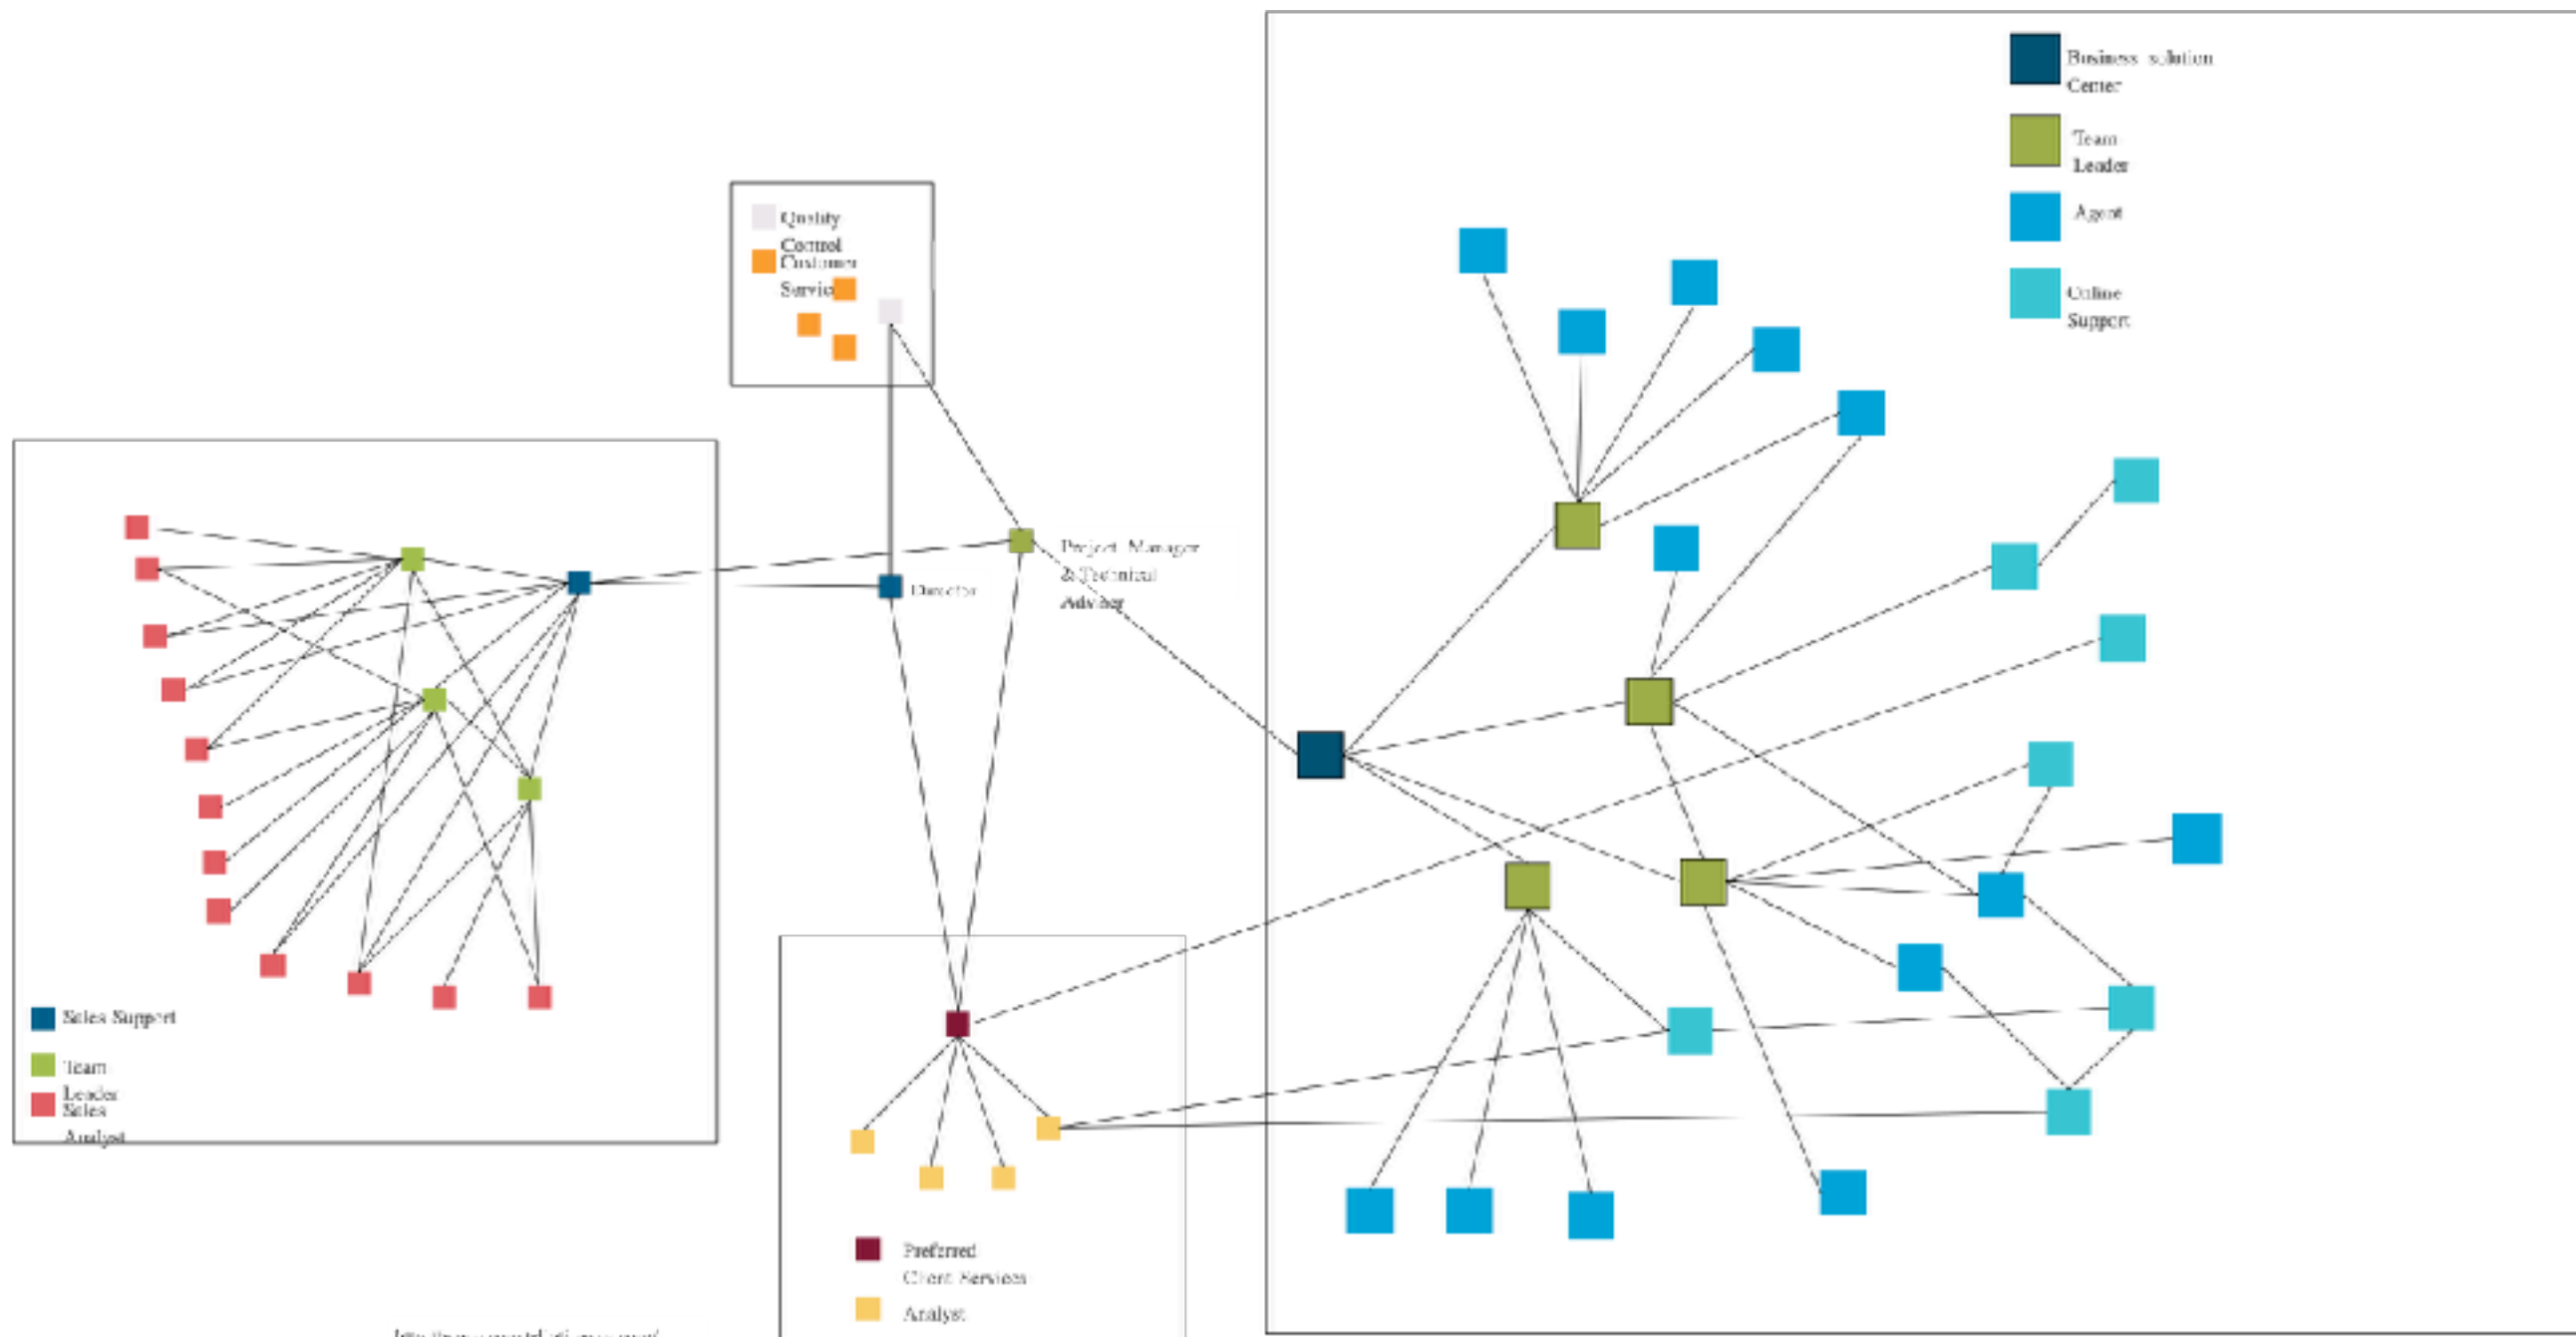 Business solution
Center
Team
Leader
Agent
Online
Support
Quality
Control
Customer
Service
Project Manager
& Technical
Adviser
Director
Sales Support
Team
Leader
Sales
Analyst
Preferred
Client Services
Analyst